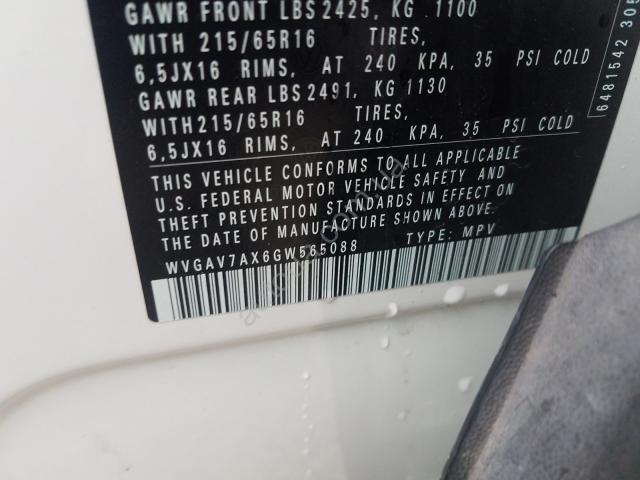 GAWR FRONT LBS 2425, KG 1100
WITH 215/65R16 TIRES,
6,5JX16 RIMS, AT 240 KPA, 35 PSI COLD
GAWR REAR LBS2491, KG 1130
WITH215/65R16 TIRES,
6,5JX16 RIMS, AT 240 KPA, 35 PSI COLD
THIS VEHICLE CONFORMS TO ALL APPLICABLE
U.S. FEDERAL MOTOR VEHICLE SAFETY AND
THEFT PREVENTION STANDARDS IN EFFECT ON
THE DATE OF MANUFACTURE SHOWN ABOVE.
WVGAV7AX6GW565088 TYPE: MPV
6481542 305